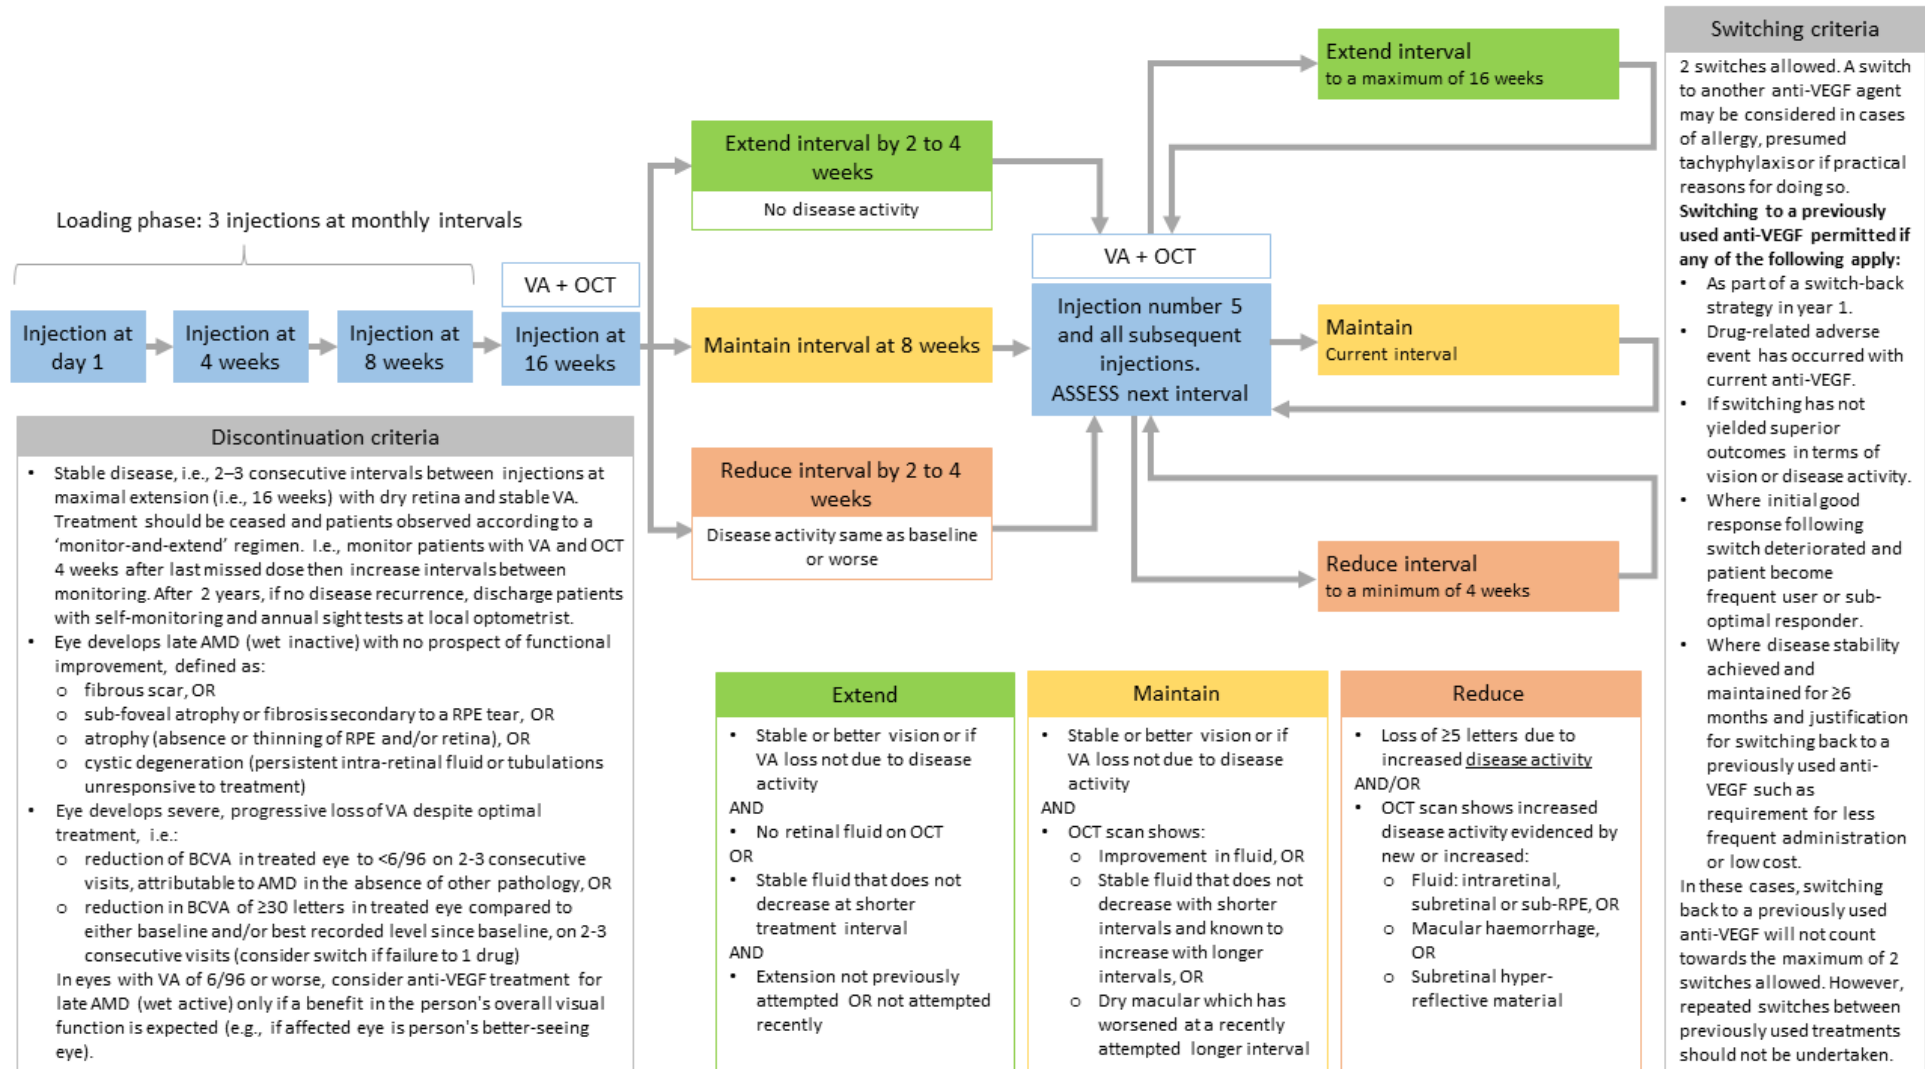 Loading phase: 3 injections at monthly intervals
Injection at
day 1
Injection at
4 weeks
Injection at
8 weeks
VA + OCT
Injection at
16 weeks
Extend interval by 2 to 4
weeks
No disease activity
Maintain interval at 8 weeks
Reduce interval by 2 to 4
weeks
Disease activity same as baseline
or worse
VA + OCT
Injection number 5
and all subsequent
injections.
ASSESS next interval
Extend interval
to a maximum of 16 weeks
Maintain
Current interval
Reduce interval
to a minimum of 4 weeks
Discontinuation criteria
• Stable disease, i.e., 2–3 consecutive intervals between injections at
maximal extension (i.e., 16 weeks) with dry retina and stable VA.
Treatment should be ceased and patients observed according to a
‘monitor-and-extend’ regimen. I.e., monitor patients with VA and OCT
4 weeks after last missed dose then increase intervals between
monitoring. After 2 years, if no disease recurrence, discharge patients
with self-monitoring and annual sight tests at local optometrist.
• Eye develops late AMD (wet inactive) with no prospect of functional
improvement, defined as:
o fibrous scar, OR
o sub-foveal atrophy or fibrosis secondary to a RPE tear, OR
o atrophy (absence or thinning of RPE and/or retina), OR
o cystic degeneration (persistent intra-retinal fluid or tubulations
unresponsive to treatment)
• Eye develops severe, progressive loss of VA despite optimal
treatment, i.e.:
o reduction of BCVA in treated eye to <6/96 on 2-3 consecutive
visits, attributable to AMD in the absence of other pathology, OR
o reduction in BCVA of ≥30 letters in treated eye compared to
either baseline and/or best recorded level since baseline, on 2-3
consecutive visits (consider switch if failure to 1 drug)
In eyes with VA of 6/96 or worse, consider anti-VEGF treatment for
late AMD (wet active) only if a benefit in the person's overall visual
function is expected (e.g., if affected eye is person's better-seeing
eye).
Extend
• Stable or better vision or if
VA loss not due to disease
activity
AND
• No retinal fluid on OCT
OR
• Stable fluid that does not
decrease at shorter
treatment interval
AND
• Extension not previously
attempted OR not attempted
recently
Maintain
• Stable or better vision or if
VA loss not due to disease
activity
AND
• OCT scan shows:
o Improvement in fluid, OR
o Stable fluid that does not
decrease with shorter
intervals and known to
increase with longer
intervals, OR
o Dry macular which has
worsened at a recently
attempted longer interval
Reduce
• Loss of ≥5 letters due to
increased disease activity
AND/OR
• OCT scan shows increased
disease activity evidenced by
new or increased:
o Fluid: intraretinal,
subretinal or sub-RPE, OR
o Macular haemorrhage,
OR
o Subretinal hyper-
reflective material
Switching criteria
2 switches allowed. A switch
to another anti-VEGF agent
may be considered in cases
of allergy, presumed
tachyphylaxis or if practical
reasons for doing so.
Switching to a previously
used anti-VEGF permitted if
any of the following apply:
• As part of a switch-back
strategy in year 1.
• Drug-related adverse
event has occurred with
current anti-VEGF.
• If switching has not
yielded superior
outcomes in terms of
vision or disease activity.
• Where initial good
response following
switch deteriorated and
patient become
frequent user or sub-
optimal responder.
• Where disease stability
achieved and
maintained for ≥6
months and justification
for switching back to a
previously used anti-
VEGF such as
requirement for less
frequent administration
or low cost.
In these cases, switching
back to a previously used
anti-VEGF will not count
towards the maximum of 2
switches allowed. However,
repeated switches between
previously used treatments
should not be undertaken.